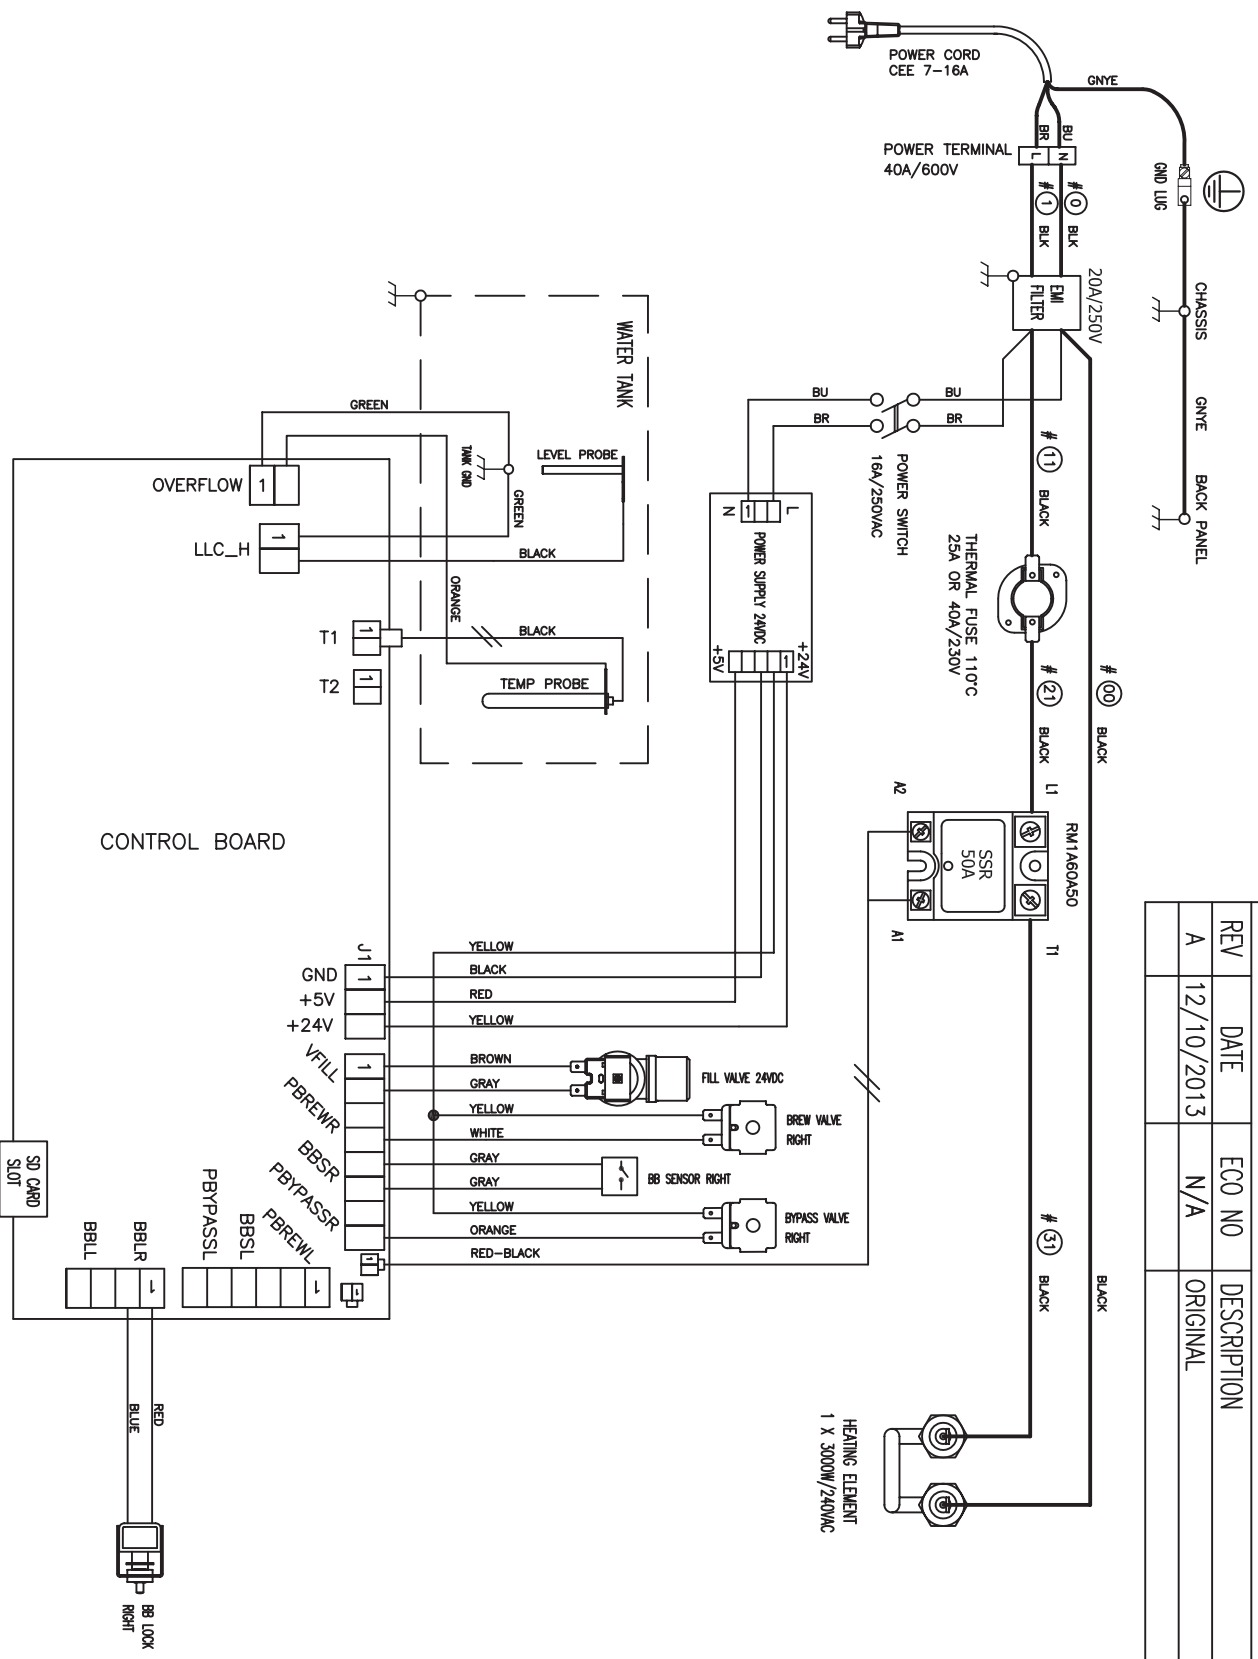 POWER CORD
CEE 7-16A
GNYE
BR
BU
POWER TERMINAL
40A/600V
L
N
GND LUG
# 1
# 0
BLK
BLK
20A/250V
EMI
FILTER
CHASSIS
GNYE
BACK PANEL
BU
BU
BR
BR
POWER SWITCH
16A/250VAC
# 11
BLACK
THERMAL FUSE 110°C
25A OR 40A/230V
# 21
BLACK
# 00
BLACK
WATER TANK
GREEN
TANK GND
LEVEL PROBE
GREEN
BLACK
ORANGE
BLACK
TEMP PROBE
OVERFLOW
1
LLC_H
1
T1
1
T2
1
N
1
L
POWER SUPPLY 24VDC
+5V
1
+24V
L1
A2
RM1A60A50
SSR
50A
A1
T1
REV
DATE
ECO NO
DESCRIPTION
A
12/10/2013
N/A
ORIGINAL
CONTROL BOARD
J1
GND
1
+5V
+24V
VFILL
1
PBREWR
BBSR
PBYPASSR
YELLOW
BLACK
RED
YELLOW
BROWN
GRAY
FILL VALVE 24VDC
YELLOW
WHITE
BREW VALVE
RIGHT
GRAY
GRAY
BB SENSOR RIGHT
YELLOW
ORANGE
BYPASS VALVE
RIGHT
RED-BLACK
1
1
# 31
BLACK
BLACK
SD CARD
SLOT
BBLL
BBLR
1
PBYPASSL
BBSL
PBREWL
1
RED
BLUE
BB LOCK
RIGHT
HEATING ELEMENT
1 X 3000W/240VAC